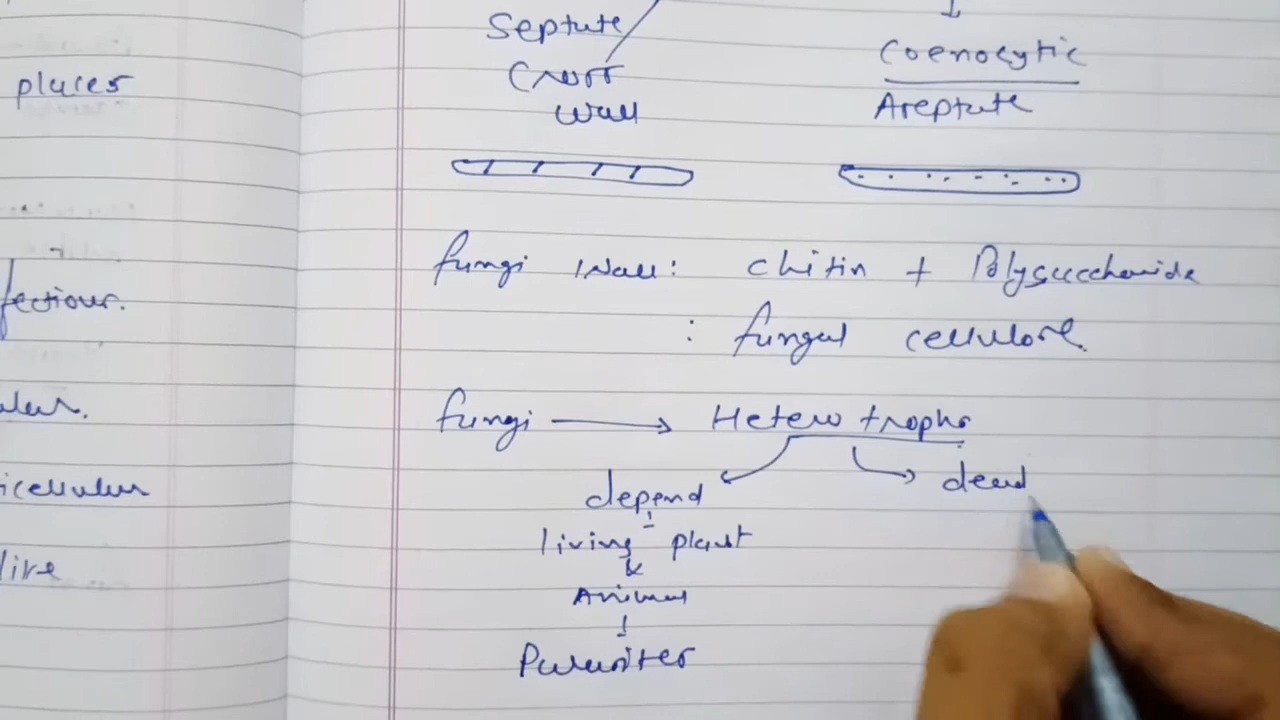 places
fectious.
icellular
live
Septate
Cross
wall
Coenocytic
Aseptate
fungi wall: chitin + Polysaccharide
: fungal cellulose.
fungi → Heterotrophs
depend
living plant
&
Animal
Parasites
dead